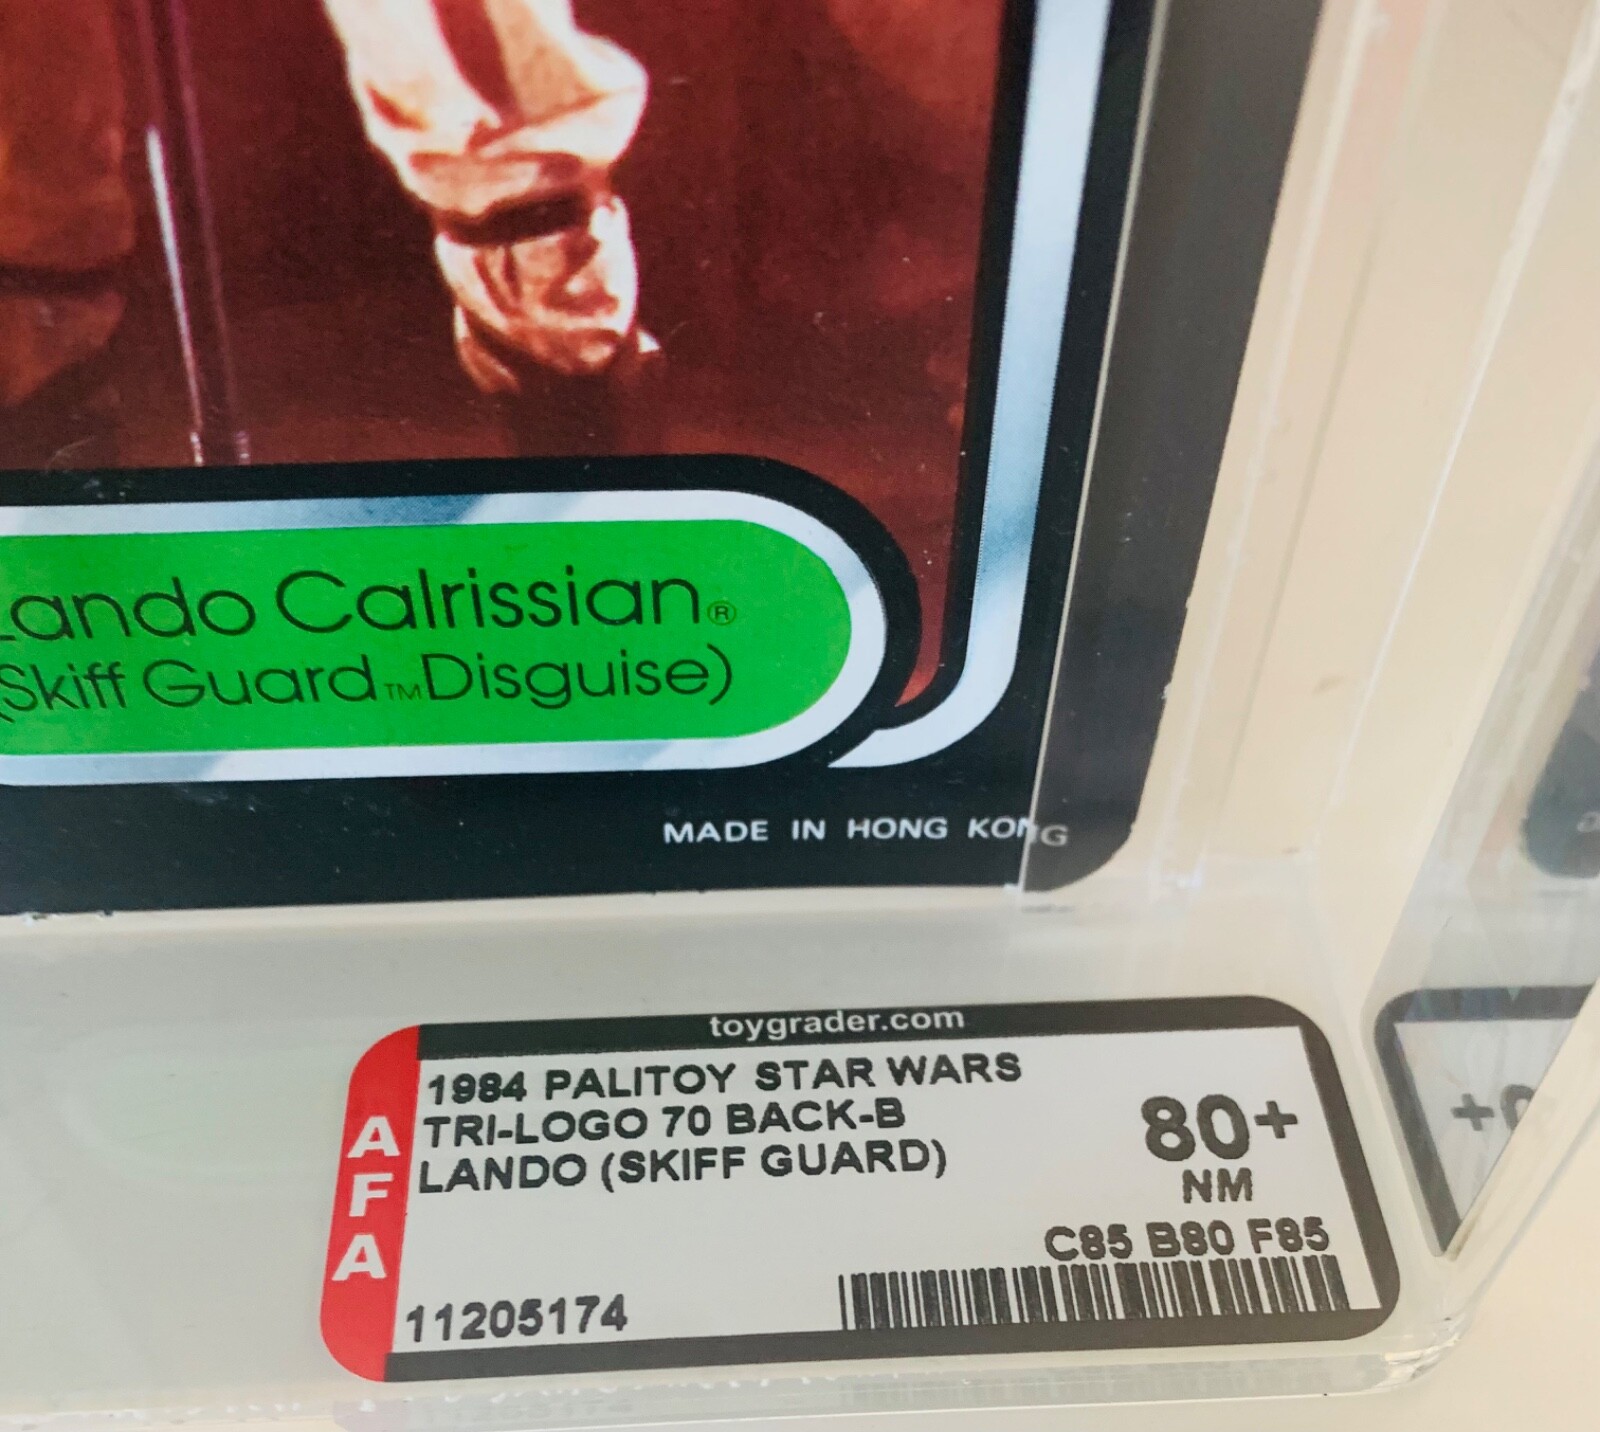 ando Calrissian®
(Skiff Guard™ Disguise)
MADE IN HONG KONG
toygrader.com
AFA
1984 PALITOY STAR WARS
TRI-LOGO 70 BACK-B
LANDO (SKIFF GUARD)
80+
NM
C85 B80 F85
11205174